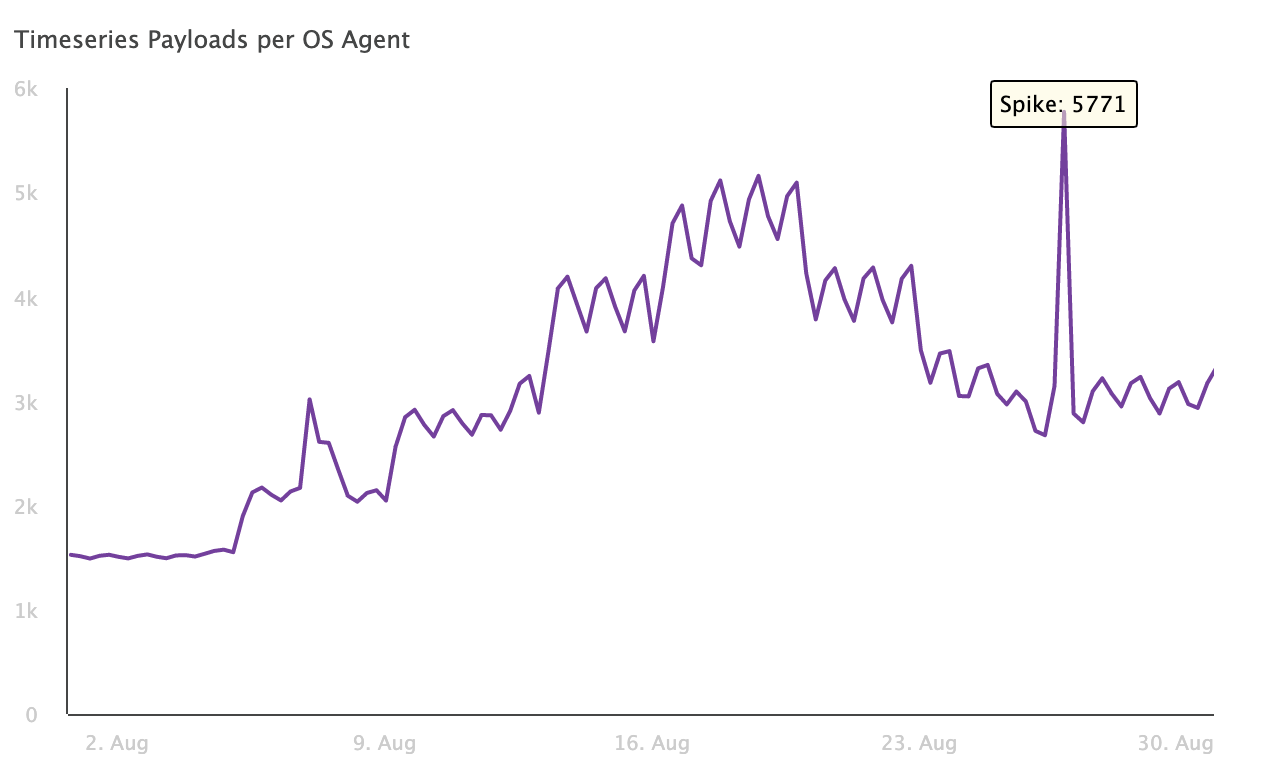 Timeseries Payloads per OS Agent
6k
Spike: 5771
5k
4k
3k
2k
1k
0
2. Aug 9. Aug 16. Aug 23. Aug 30. Aug